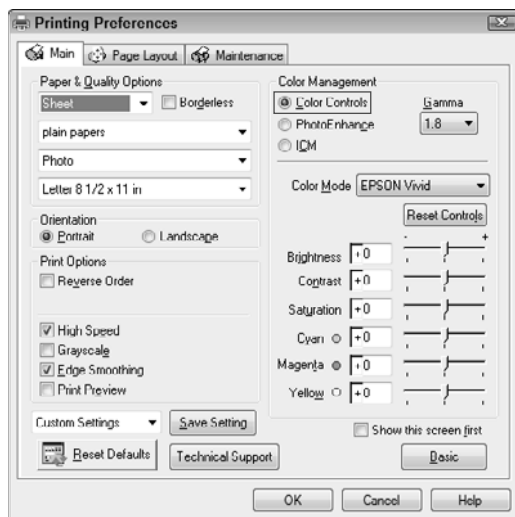 Printing Preferences
Main
Page Layout
Maintenance
Paper & Quality Options
Sheet
Borderless
plain papers
Photo
Letter 8 1/2 x 11 in
Orientation
Portrait
Landscape
Print Options
Reverse Order
High Speed
Grayscale
Edge Smoothing
Print Preview
Custom Settings
Save Setting
Reset Defaults
Technical Support
Color Management
Color Controls
PhotoEnhance
ICM
Gamma
1.8
Color Mode
EPSON Vivid
Reset Controls
- +
Brightness +0
Contrast +0
Saturation +0
Cyan +0
Magenta +0
Yellow +0
Show this screen first
Basic
OK
Cancel
Help